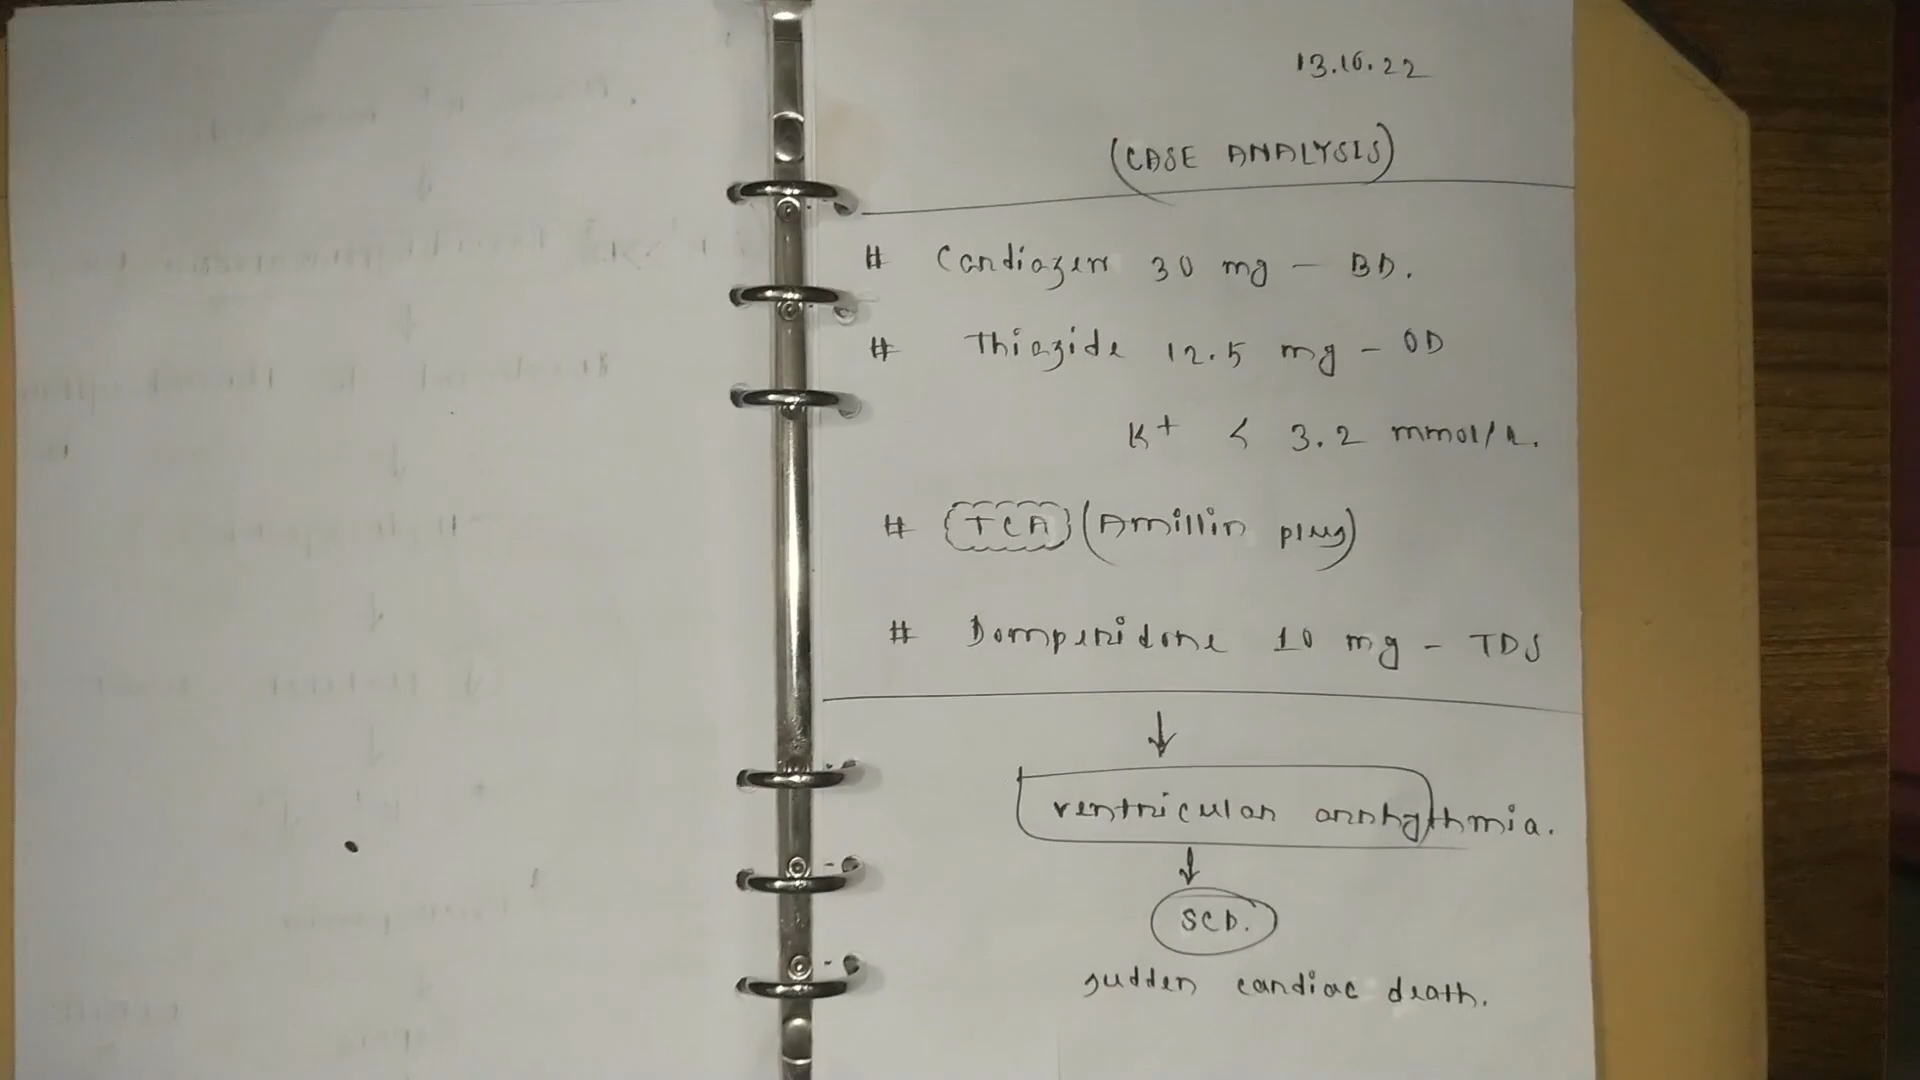 13.10.22
(CASE ANALYSIS)
# Cardiazem 30 mg - BD.
# Thiazide 12.5 mg - OD
K+ < 3.2 mmol/L.
# TCA (Amillin plus)
# Domperidone 10 mg - TDS
↓
ventricular arrhythmia.
↓
SCD.
sudden cardiac death.